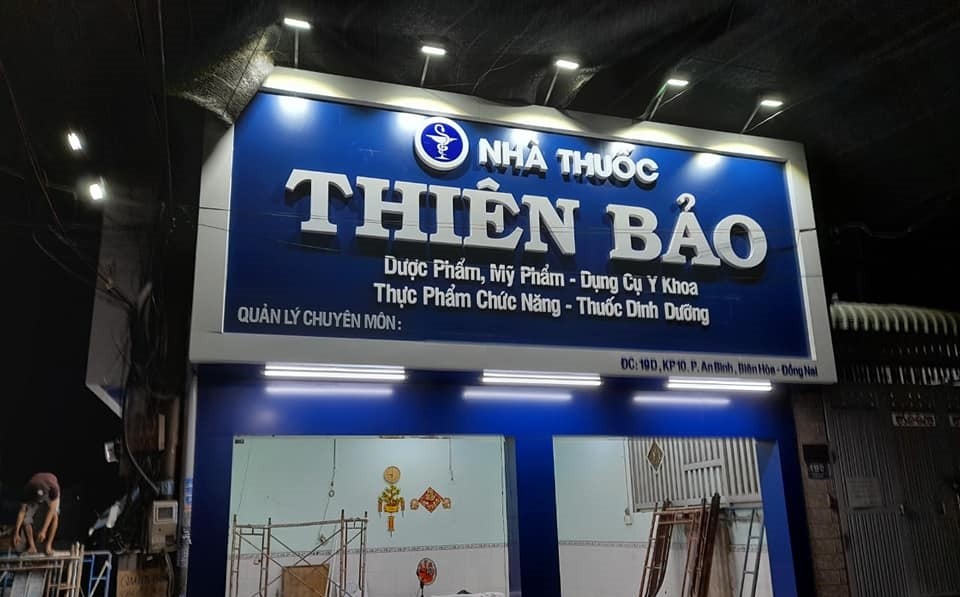 NHÀ THUỐC
THIÊN BẢO
Dược Phẩm, Mỹ Phẩm - Dụng Cụ Y Khoa
Thực Phẩm Chức Năng - Thuốc Dinh Dưỡng
QUẢN LÝ CHUYÊN MÔN :
ĐC: 19D, KP10, P. An Bình, Biên Hòa - Đồng Nai